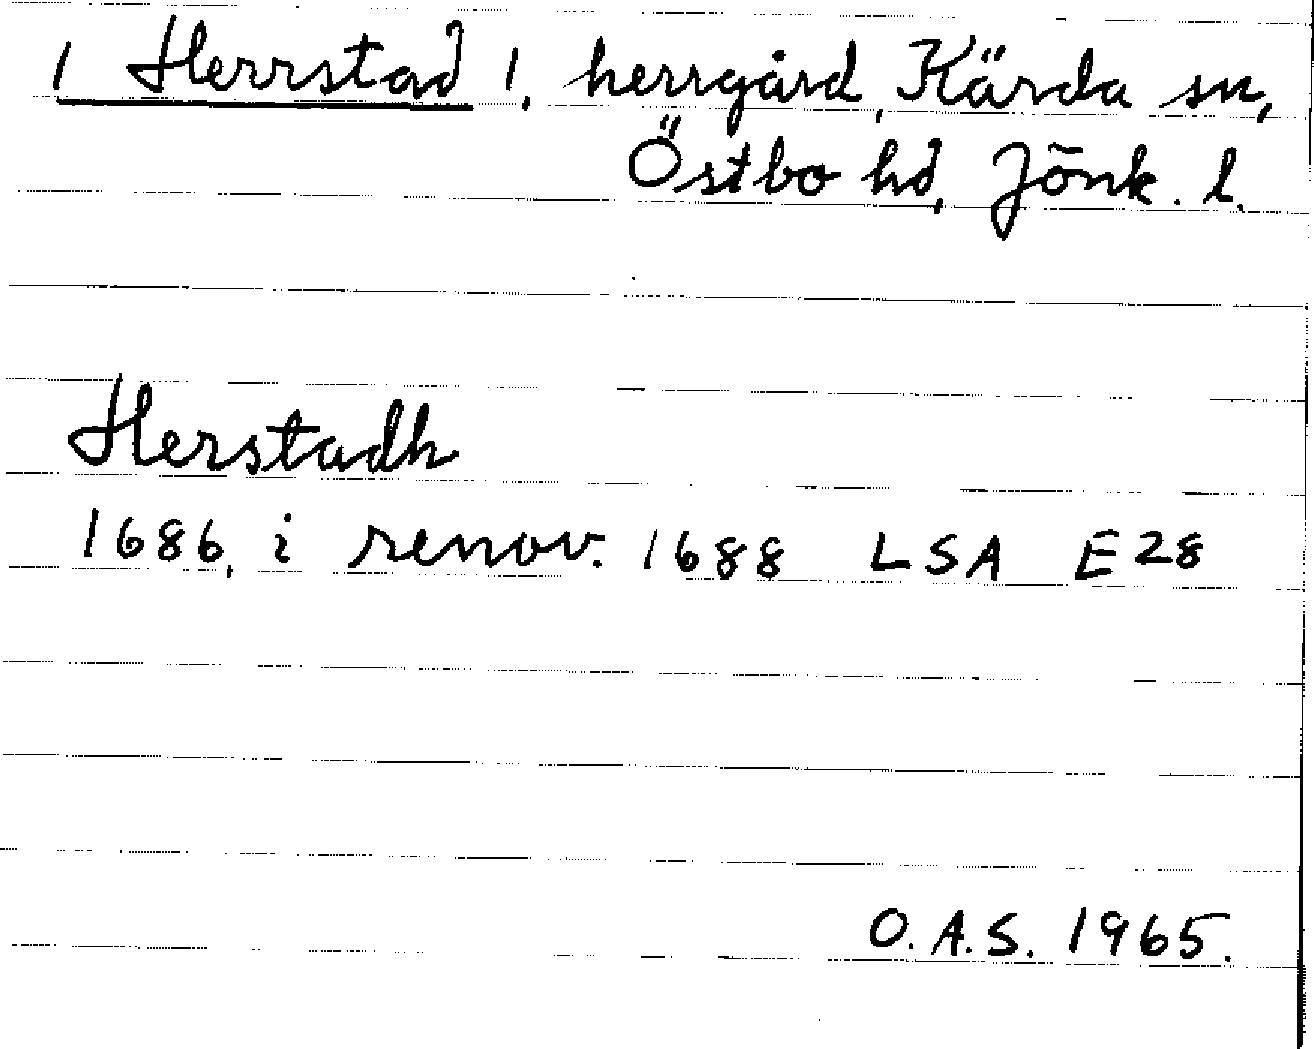 1 Herrstad 1, herrgård, Kärda sn,
Östbo hd, Jönk. l.
Herstadh
1686, i renov. 1688 LSA E28
O.A.S. 1965.